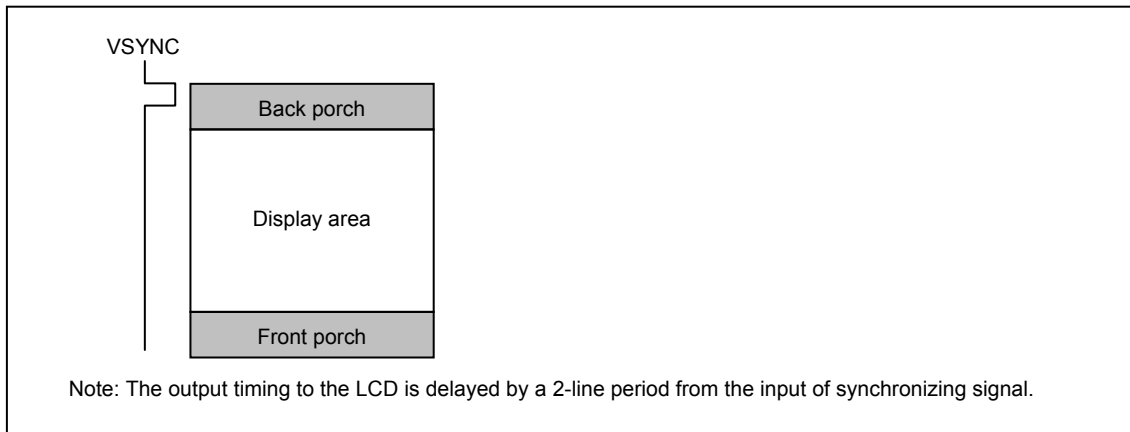 VSYNC
Back porch
Display area
Front porch
Note: The output timing to the LCD is delayed by a 2-line period from the input of synchronizing signal.